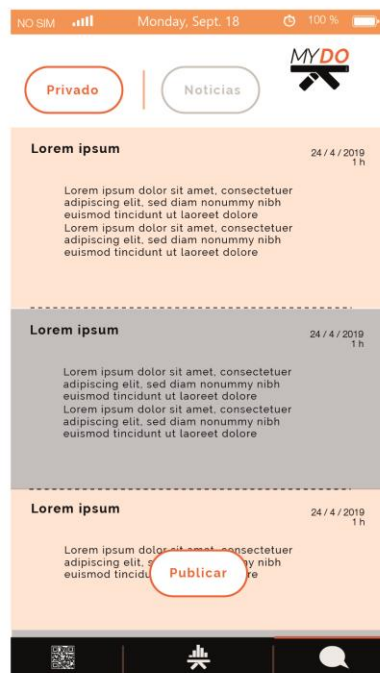 NO SIM
Monday, Sept. 18
100 %
MYDO
Privado
Noticias
Lorem ipsum
24 / 4 / 2019
1 h
Lorem ipsum dolor sit amet, consectetuer
adipiscing elit, sed diam nonummy nibh
euismod tincidunt ut laoreet dolore
Lorem ipsum dolor sit amet, consectetuer
adipiscing elit, sed diam nonummy nibh
euismod tincidunt ut laoreet dolore
Lorem ipsum
24 / 4 / 2019
1 h
Lorem ipsum dolor sit amet, consectetuer
adipiscing elit, sed diam nonummy nibh
euismod tincidunt ut laoreet dolore
Lorem ipsum dolor sit amet, consectetuer
adipiscing elit, sed diam nonummy nibh
euismod tincidunt ut laoreet dolore
Lorem ipsum
24 / 4 / 2019
1 h
Lorem ipsum dolor sit amet, consectetuer
adipiscing elit, nibh
euismod
Publicar